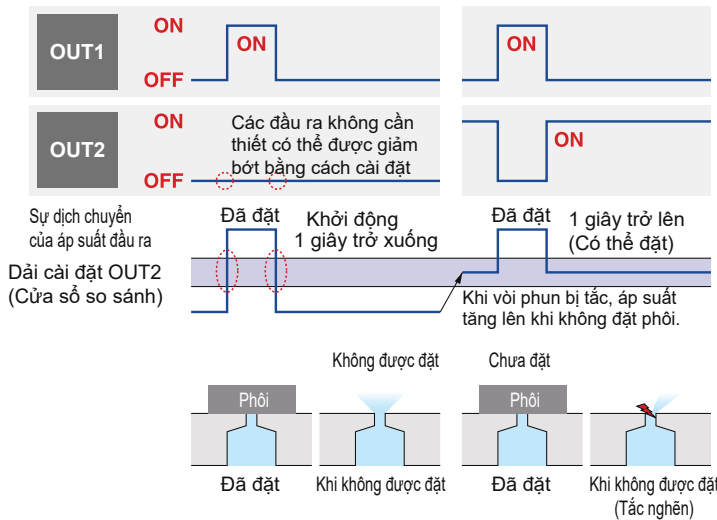 OUT1
ON
OFF
ON
ON
OUT2
ON
OFF
Các đầu ra không cần
thiết có thể được giảm
bớt bằng cách cài đặt
ON
Sự dịch chuyển
của áp suất đầu ra
Đã đặt
Khởi động
1 giây trở xuống
Đã đặt
1 giây trở lên
(Có thể đặt)
Dải cài đặt OUT2
(Cửa sổ so sánh)
Khi vòi phun bị tắc, áp suất
tăng lên khi không đặt phôi.
Không được đặt
Chưa đặt
Phôi
Phôi
Đã đặt
Khi không được đặt
Đã đặt
Khi không được đặt
(Tắc nghẽn)